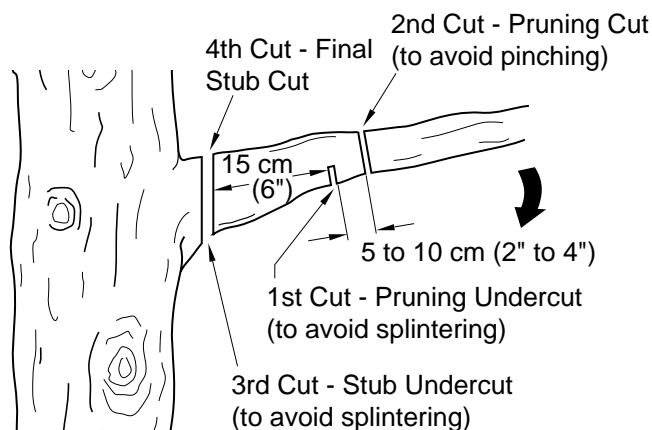 2nd Cut - Pruning Cut
(to avoid pinching)
4th Cut - Final
Stub Cut
15 cm
(6")
5 to 10 cm (2" to 4")
1st Cut - Pruning Undercut
(to avoid splintering)
3rd Cut - Stub Undercut
(to avoid splintering)